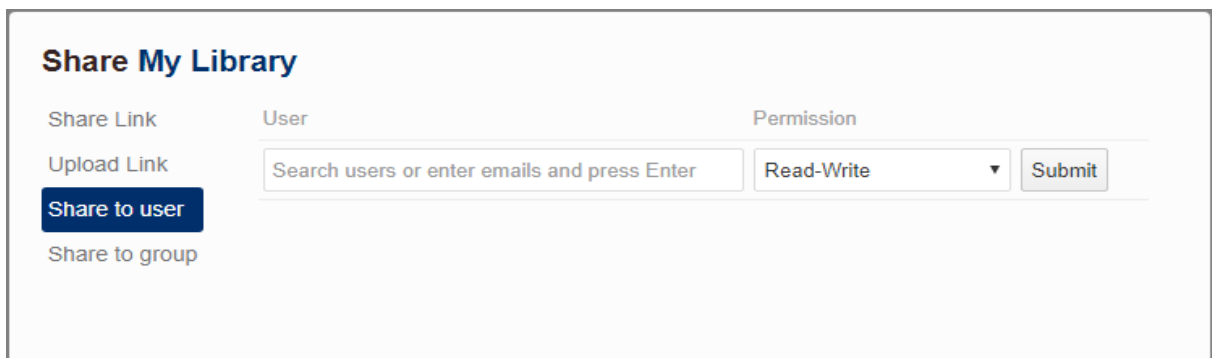 Share My Library
Share Link
Upload Link
Share to user
Share to group
User Permission
Search users or enter emails and press Enter Read-Write Submit